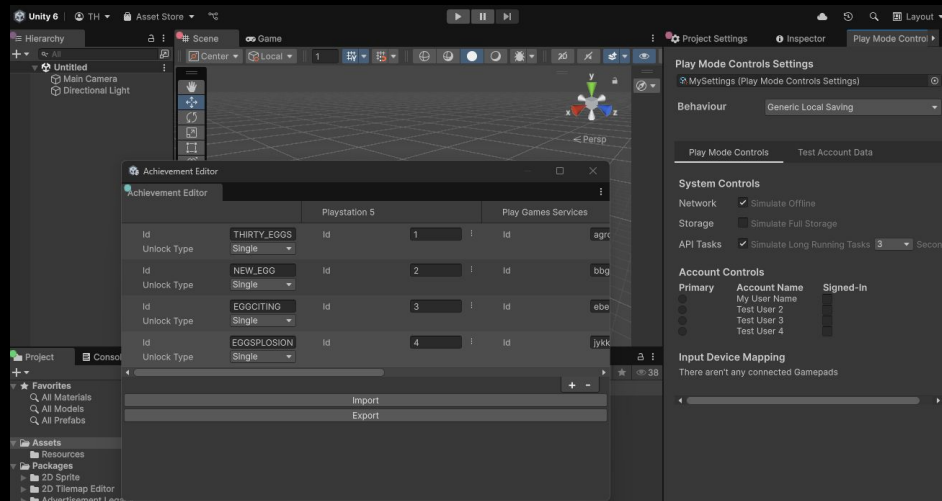 Unity 6 TH Asset Store Layout
Hierarchy
All
Untitled
Main Camera
Directional Light
Scene Game
Center Local 1 2D
y
x z
Persp
Achievement Editor
Achievement Editor
Playstation 5 Play Games Services
Id THIRTY_EGGS Id 1 Id agro
Unlock Type Single
Id NEW_EGG Id 2 Id bbg
Unlock Type Single
Id EGGCITING Id 3 Id ebe
Unlock Type Single
Id EGGSPLOSION Id 4 Id jykk
Unlock Type Single
+ -
Import
Export
Project Consol
38
Favorites
All Materials
All Models
All Prefabs
Assets
Resources
Packages
2D Sprite
2D Tilemap Editor
Advertisement Lega
Project Settings Inspector Play Mode Control
Play Mode Controls Settings
MySettings (Play Mode Controls Settings)
Behaviour Generic Local Saving
Play Mode Controls Test Account Data
System Controls
Network Simulate Offline
Storage Simulate Full Storage
API Tasks Simulate Long Running Tasks 3 Secon
Account Controls
Primary Account Name Signed-In
My User Name
Test User 2
Test User 3
Test User 4
Input Device Mapping
There aren't any connected Gamepads